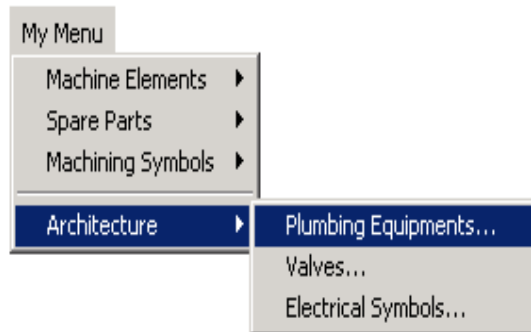 My Menu
Machine Elements
Spare Parts
Machining Symbols
Architecture
Plumbing Equipments...
Valves...
Electrical Symbols...